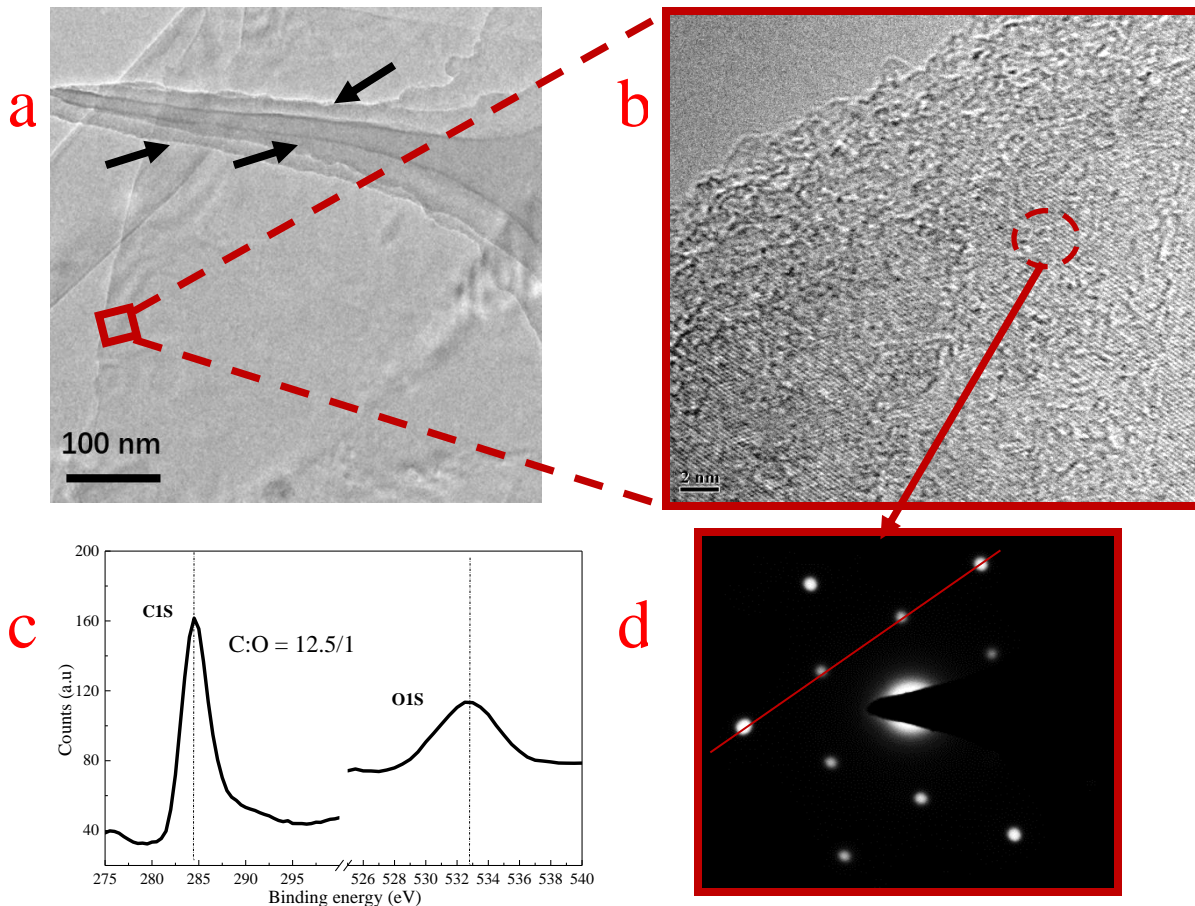 a
100 nm
b
2 nm
c
200
160
120
80
40
Counts (a.u)
C1S
C:O = 12.5/1
O1S
275 280 285 290 295 526 528 530 532 534 536 538 540
Binding energy (eV)
d